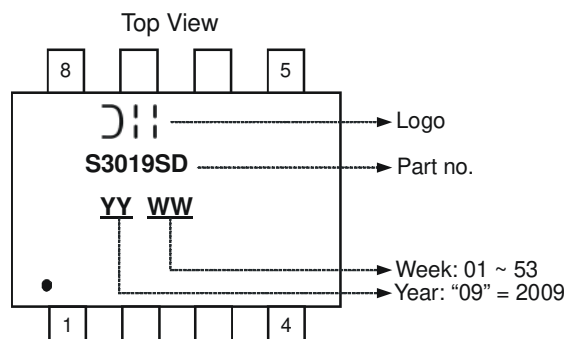 Top View
8
5
Logo
S3019SD
Part no.
YY WW
Week: 01 ~ 53
Year: “09” = 2009
1
4